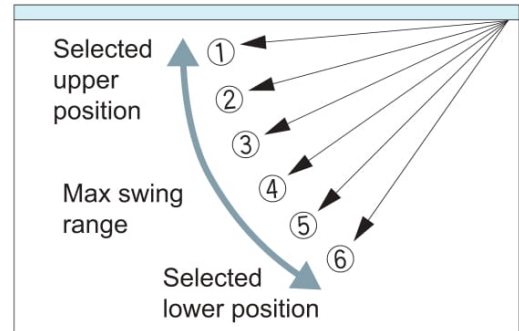 Selected
upper
position
①
②
③
④
⑤
⑥
Max swing
range
Selected
lower position